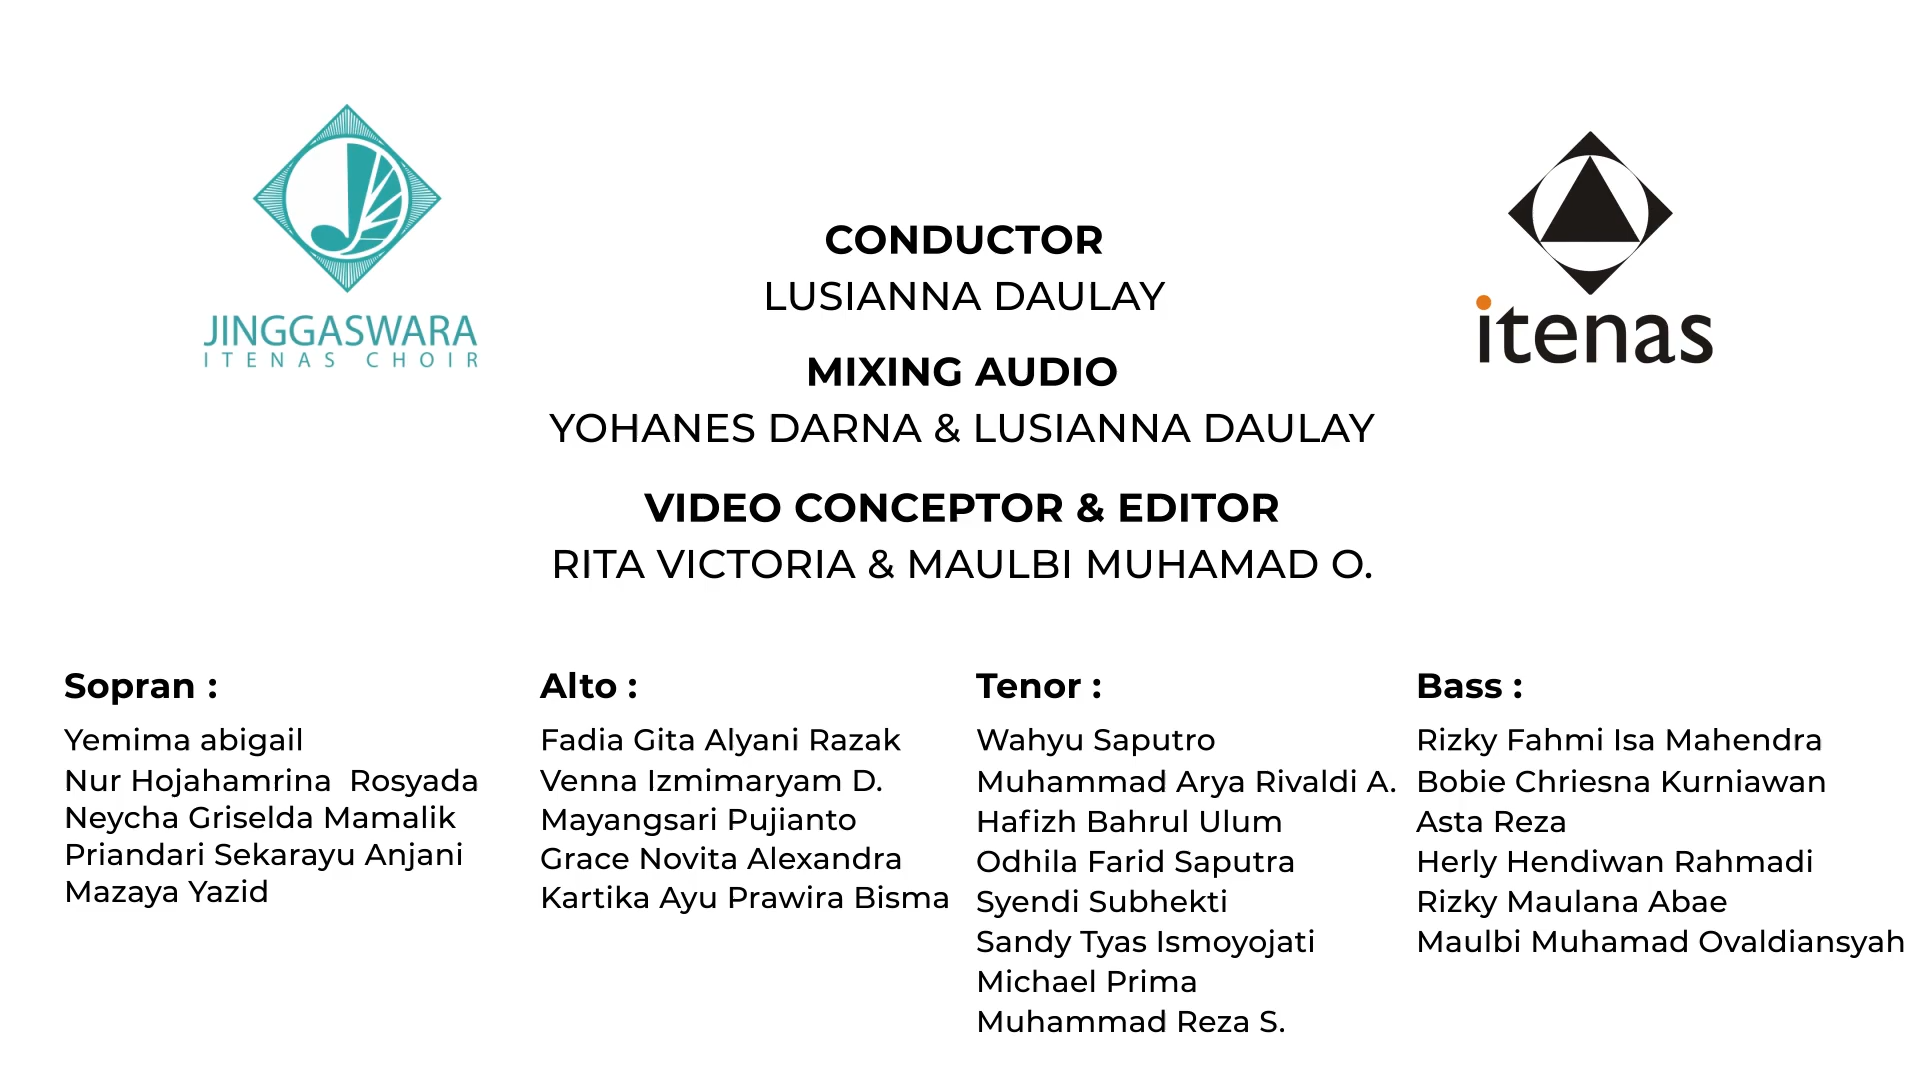 JINGGASWARA
ITENAS CHOIR
itenas
CONDUCTOR
LUSIANNA DAULAY
MIXING AUDIO
YOHANES DARNA & LUSIANNA DAULAY
VIDEO CONCEPTOR & EDITOR
RITA VICTORIA & MAULBI MUHAMAD O.
Sopran :
Yemima abigail
Nur Hojahamrina  Rosyada
Neycha Griselda Mamalik
Priandari Sekarayu Anjani
Mazaya Yazid
Alto :
Fadia Gita Alyani Razak
Venna Izmimaryam D.
Mayangsari Pujianto
Grace Novita Alexandra
Kartika Ayu Prawira Bisma
Tenor :
Wahyu Saputro
Muhammad Arya Rivaldi A.
Hafizh Bahrul Ulum
Odhila Farid Saputra
Syendi Subhekti
Sandy Tyas Ismoyojati
Michael Prima
Muhammad Reza S.
Bass :
Rizky Fahmi Isa Mahendra
Bobie Chriesna Kurniawan
Asta Reza
Herly Hendiwan Rahmadi
Rizky Maulana Abae
Maulbi Muhamad Ovaldiansyah